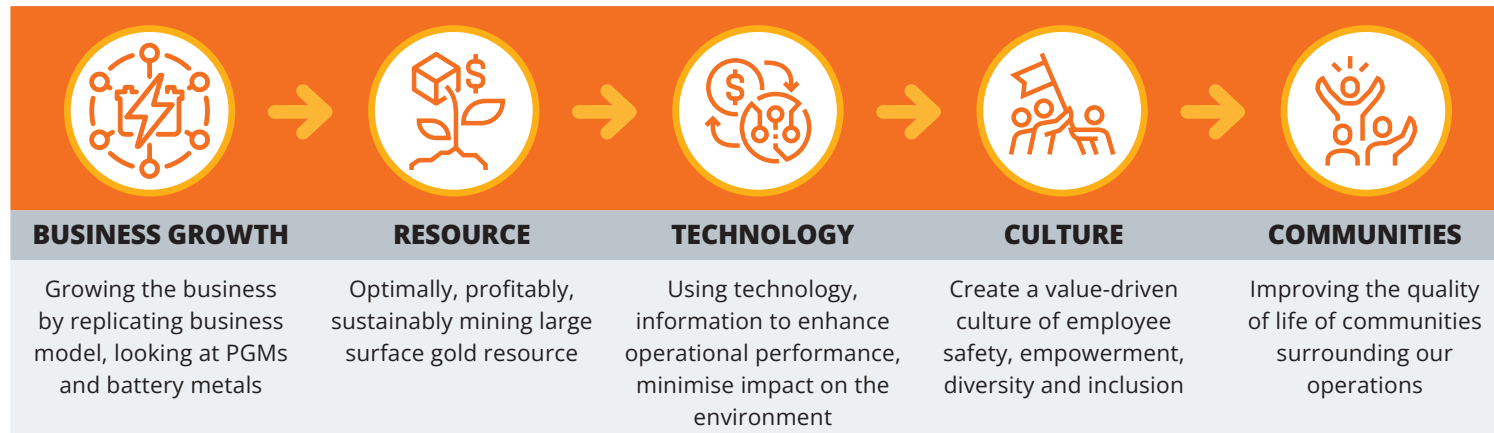 BUSINESS GROWTH
Growing the business
by replicating business
model, looking at PGMs
and battery metals
RESOURCE
Optimally, profitably,
sustainably mining large
surface gold resource
TECHNOLOGY
Using technology,
information to enhance
operational performance,
minimise impact on the
environment
CULTURE
Create a value-driven
culture of employee
safety, empowerment,
diversity and inclusion
COMMUNITIES
Improving the quality
of life of communities
surrounding our
operations